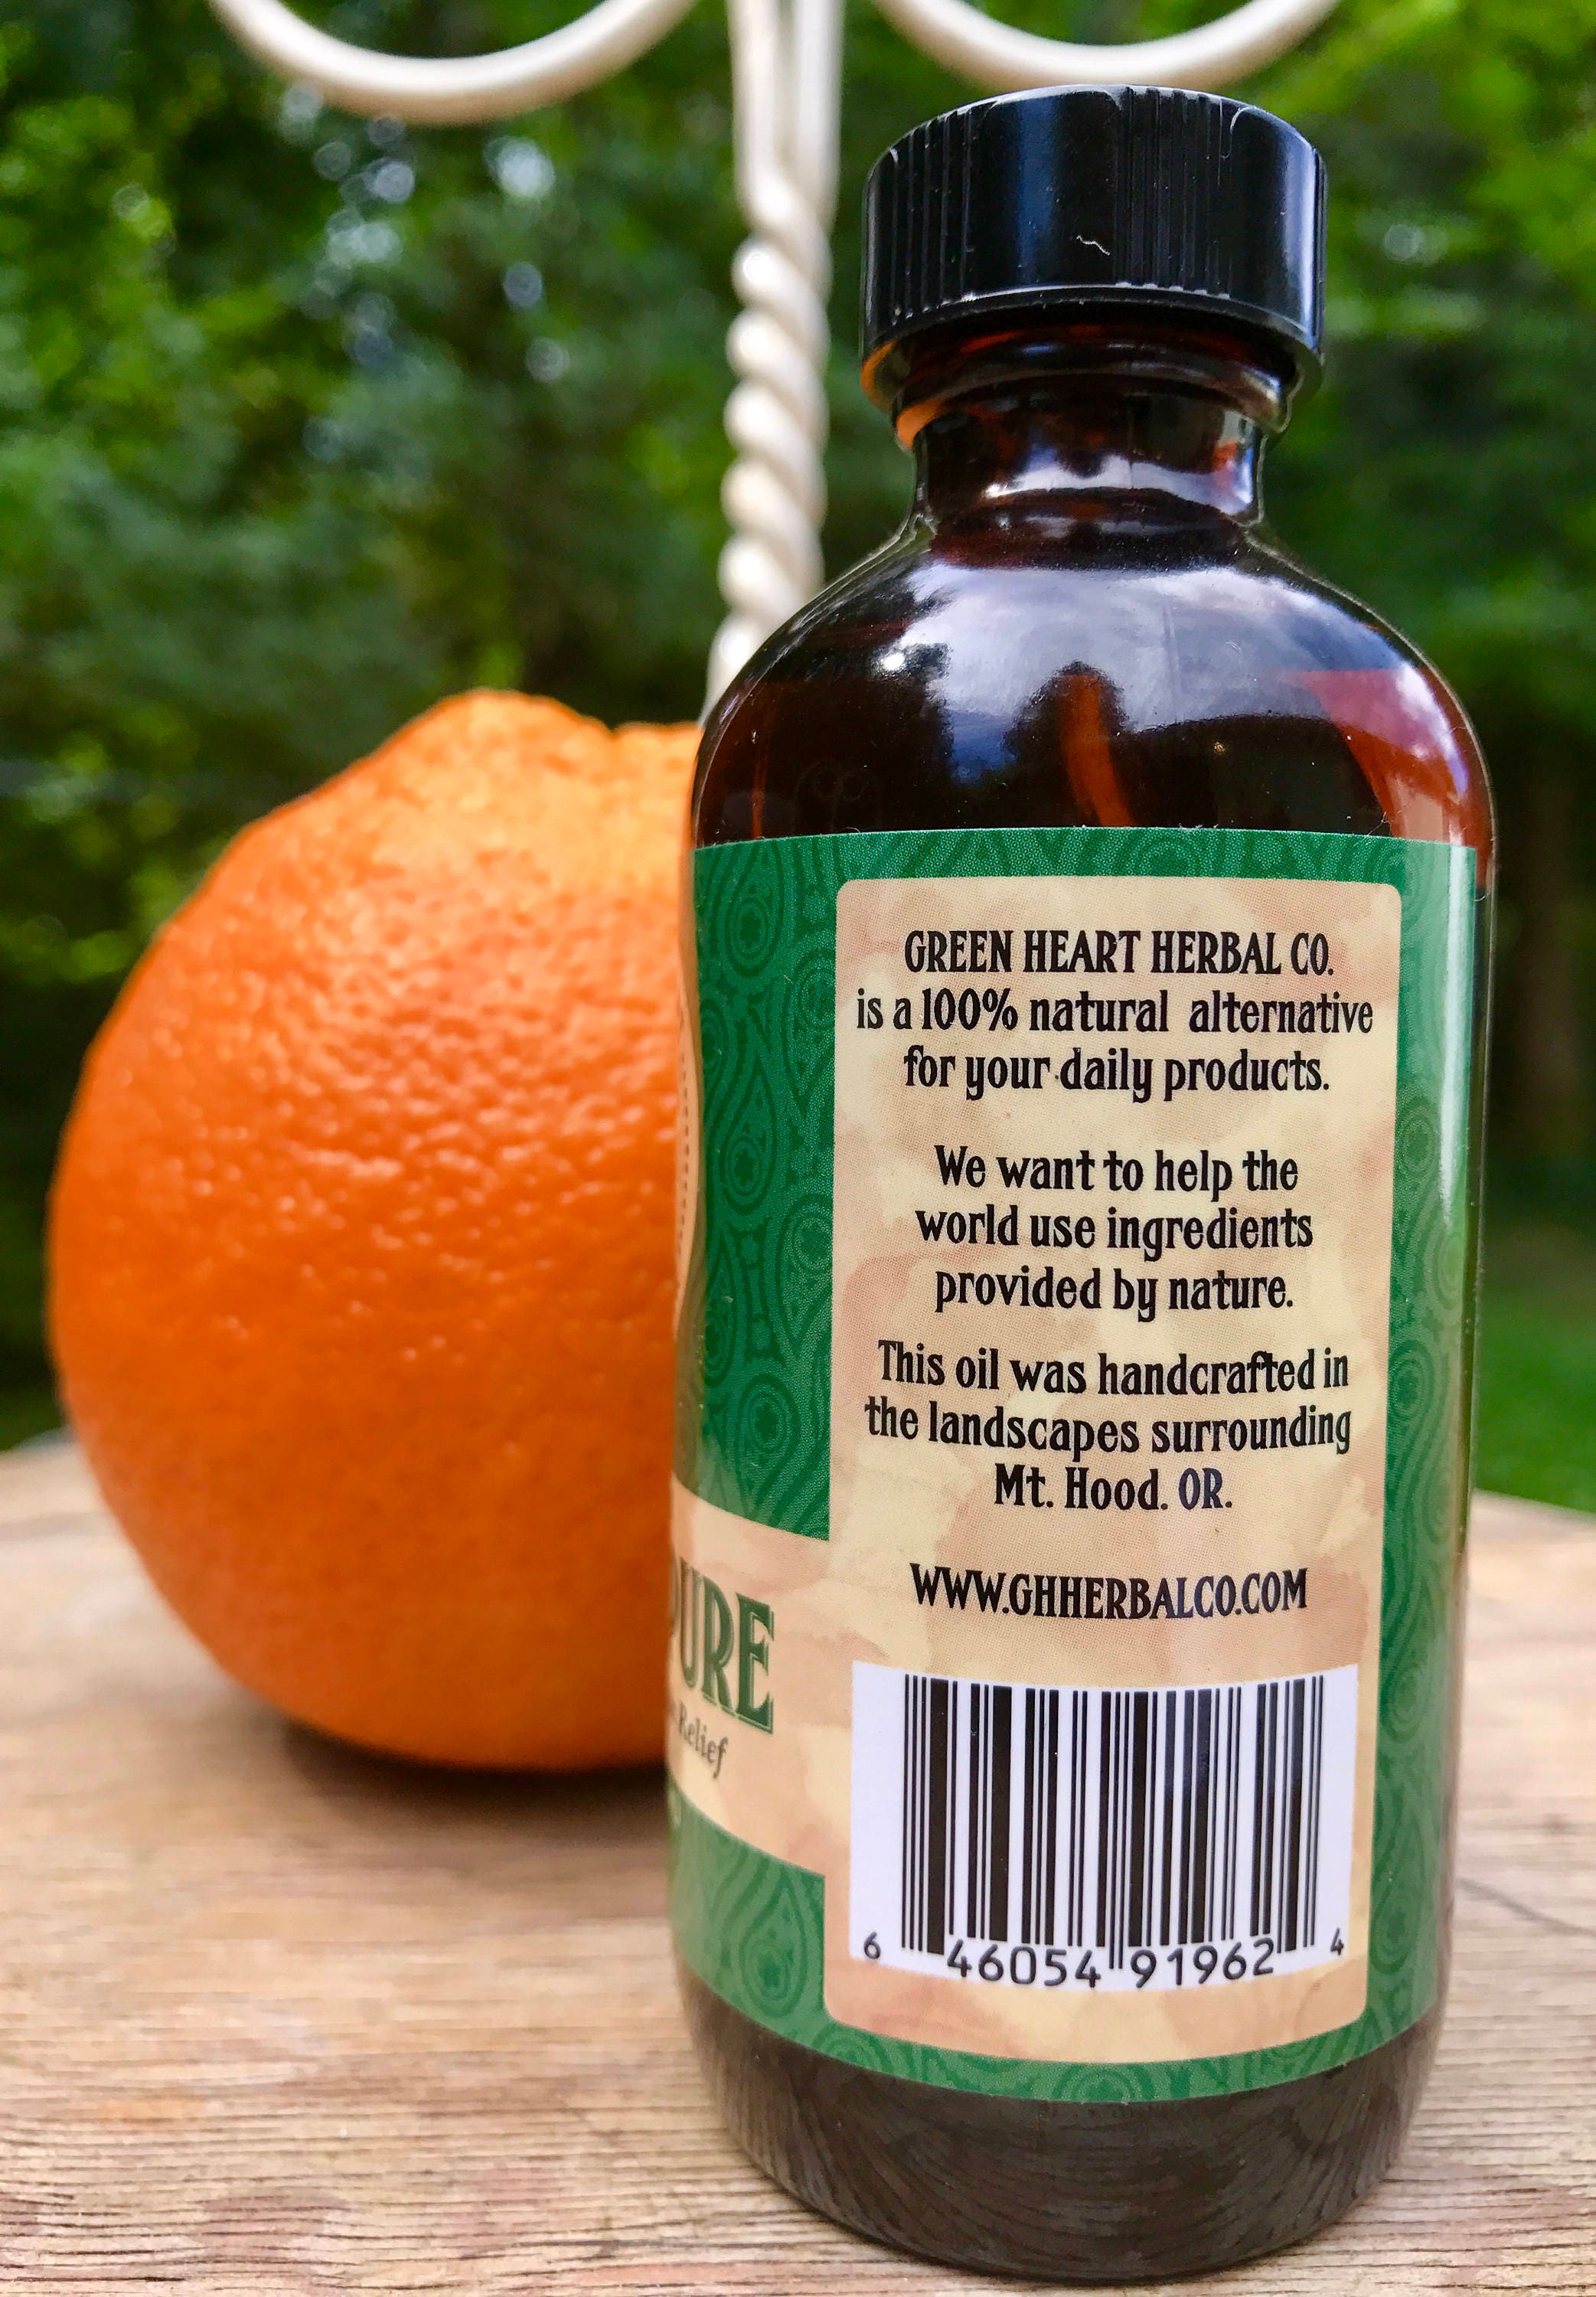 GREEN HEART HERBAL CO.
is a 100% natural alternative
for your daily products.
We want to help the
world use ingredients
provided by nature.
This oil was handcrafted in
the landscapes surrounding
Mt. Hood. OR.
WWW.GHHERBALCO.COM
URE
Relief
6 46054 91962 4